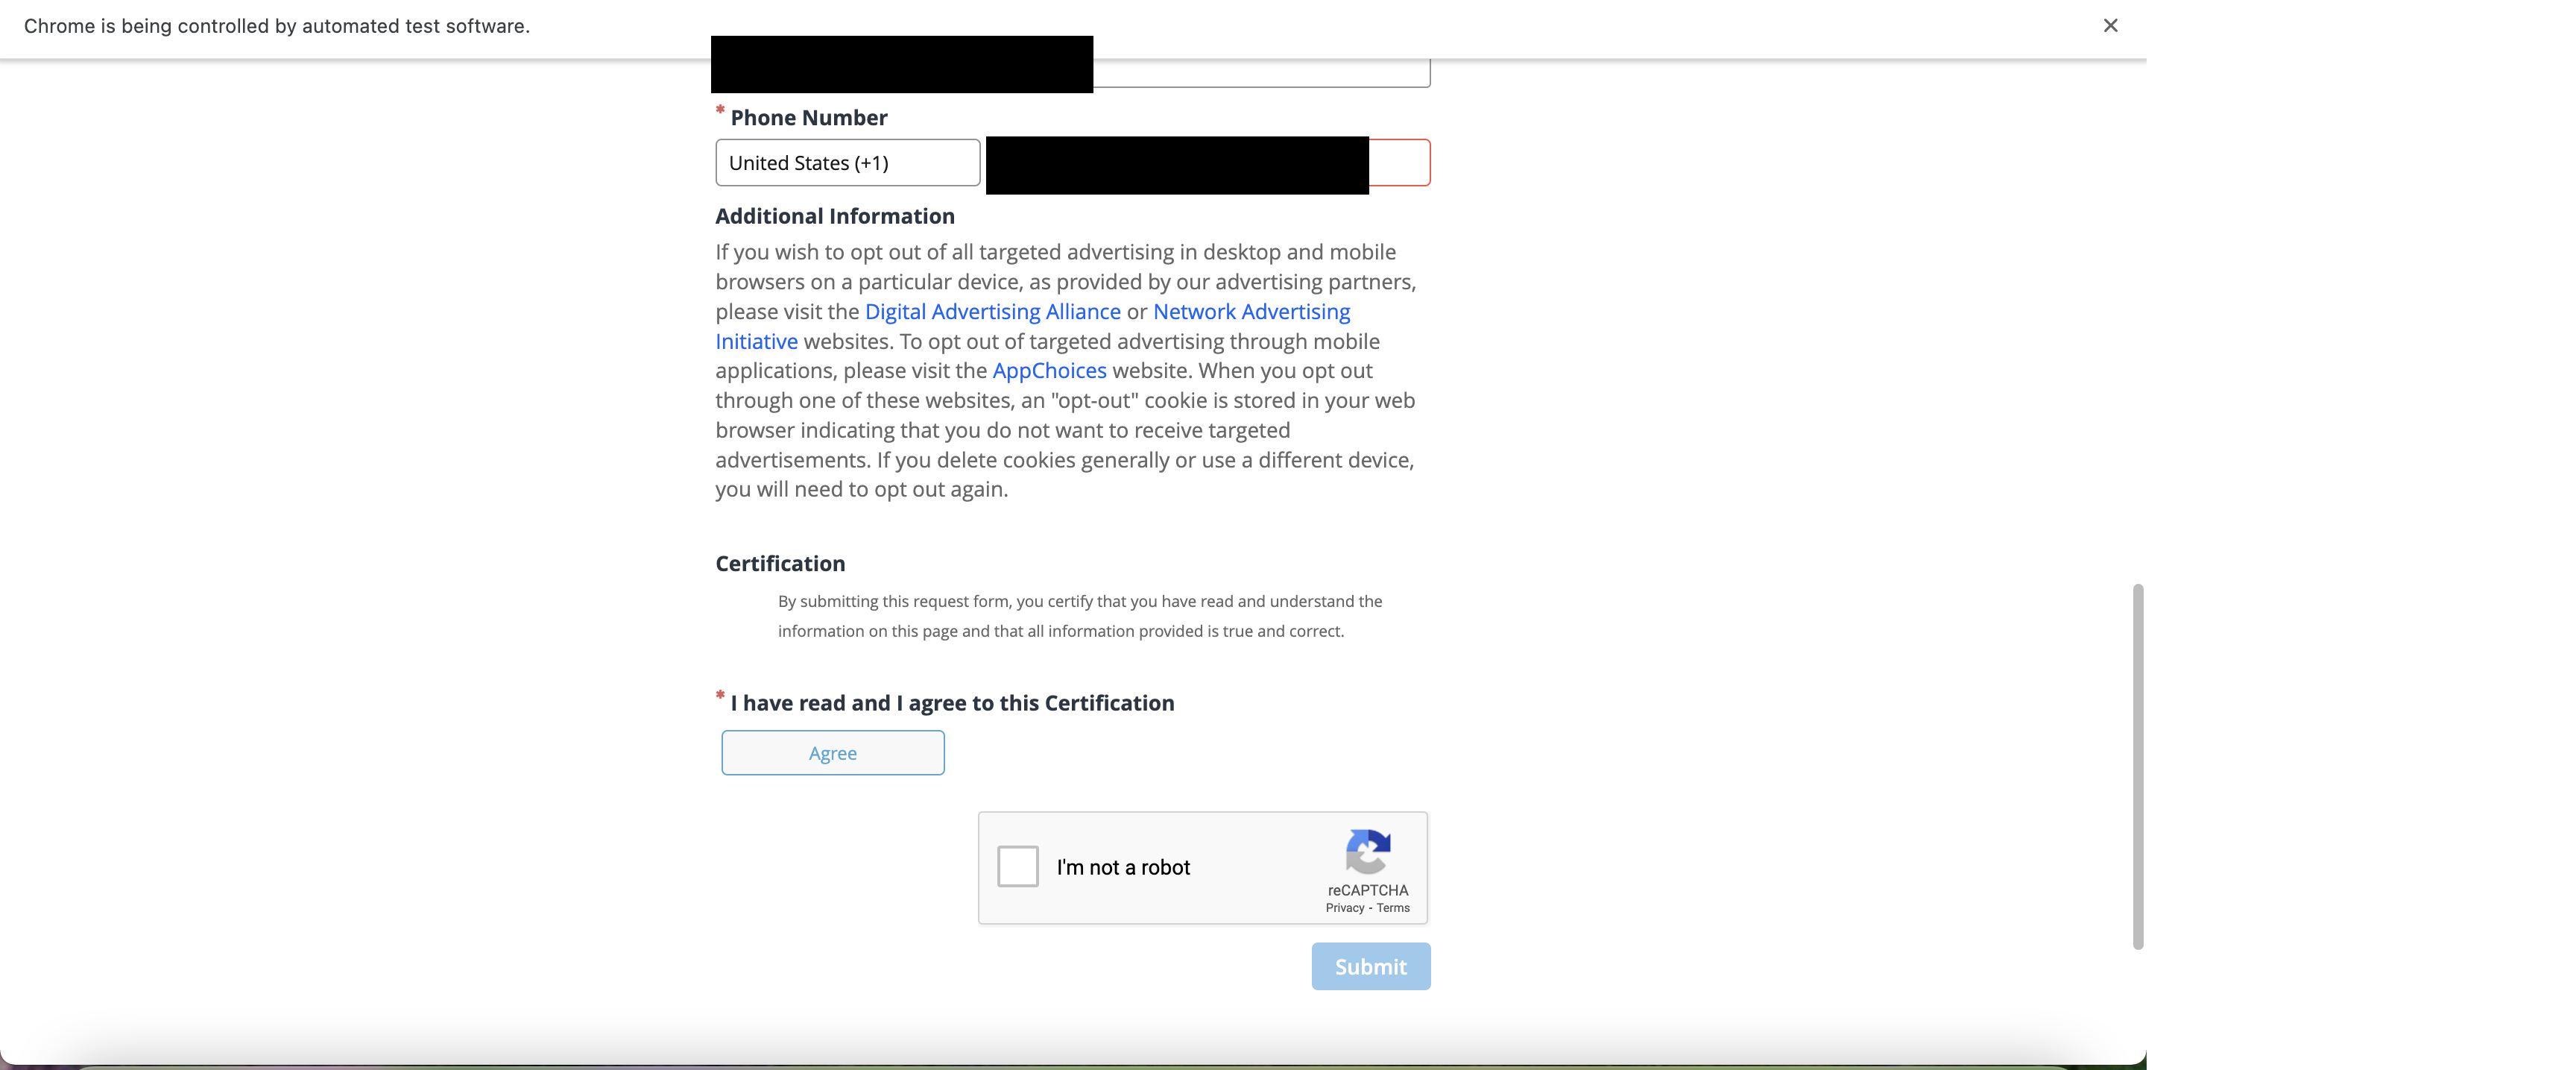 Chrome is being controlled by automated test software.
* Phone Number
United States (+1)
Additional Information
If you wish to opt out of all targeted advertising in desktop and mobile
browsers on a particular device, as provided by our advertising partners,
please visit the Digital Advertising Alliance or Network Advertising
Initiative websites. To opt out of targeted advertising through mobile
applications, please visit the AppChoices website. When you opt out
through one of these websites, an "opt-out" cookie is stored in your web
browser indicating that you do not want to receive targeted
advertisements. If you delete cookies generally or use a different device,
you will need to opt out again.
Certification
By submitting this request form, you certify that you have read and understand the
information on this page and that all information provided is true and correct.
* I have read and I agree to this Certification
Agree
I'm not a robot
reCAPTCHA
Privacy - Terms
Submit